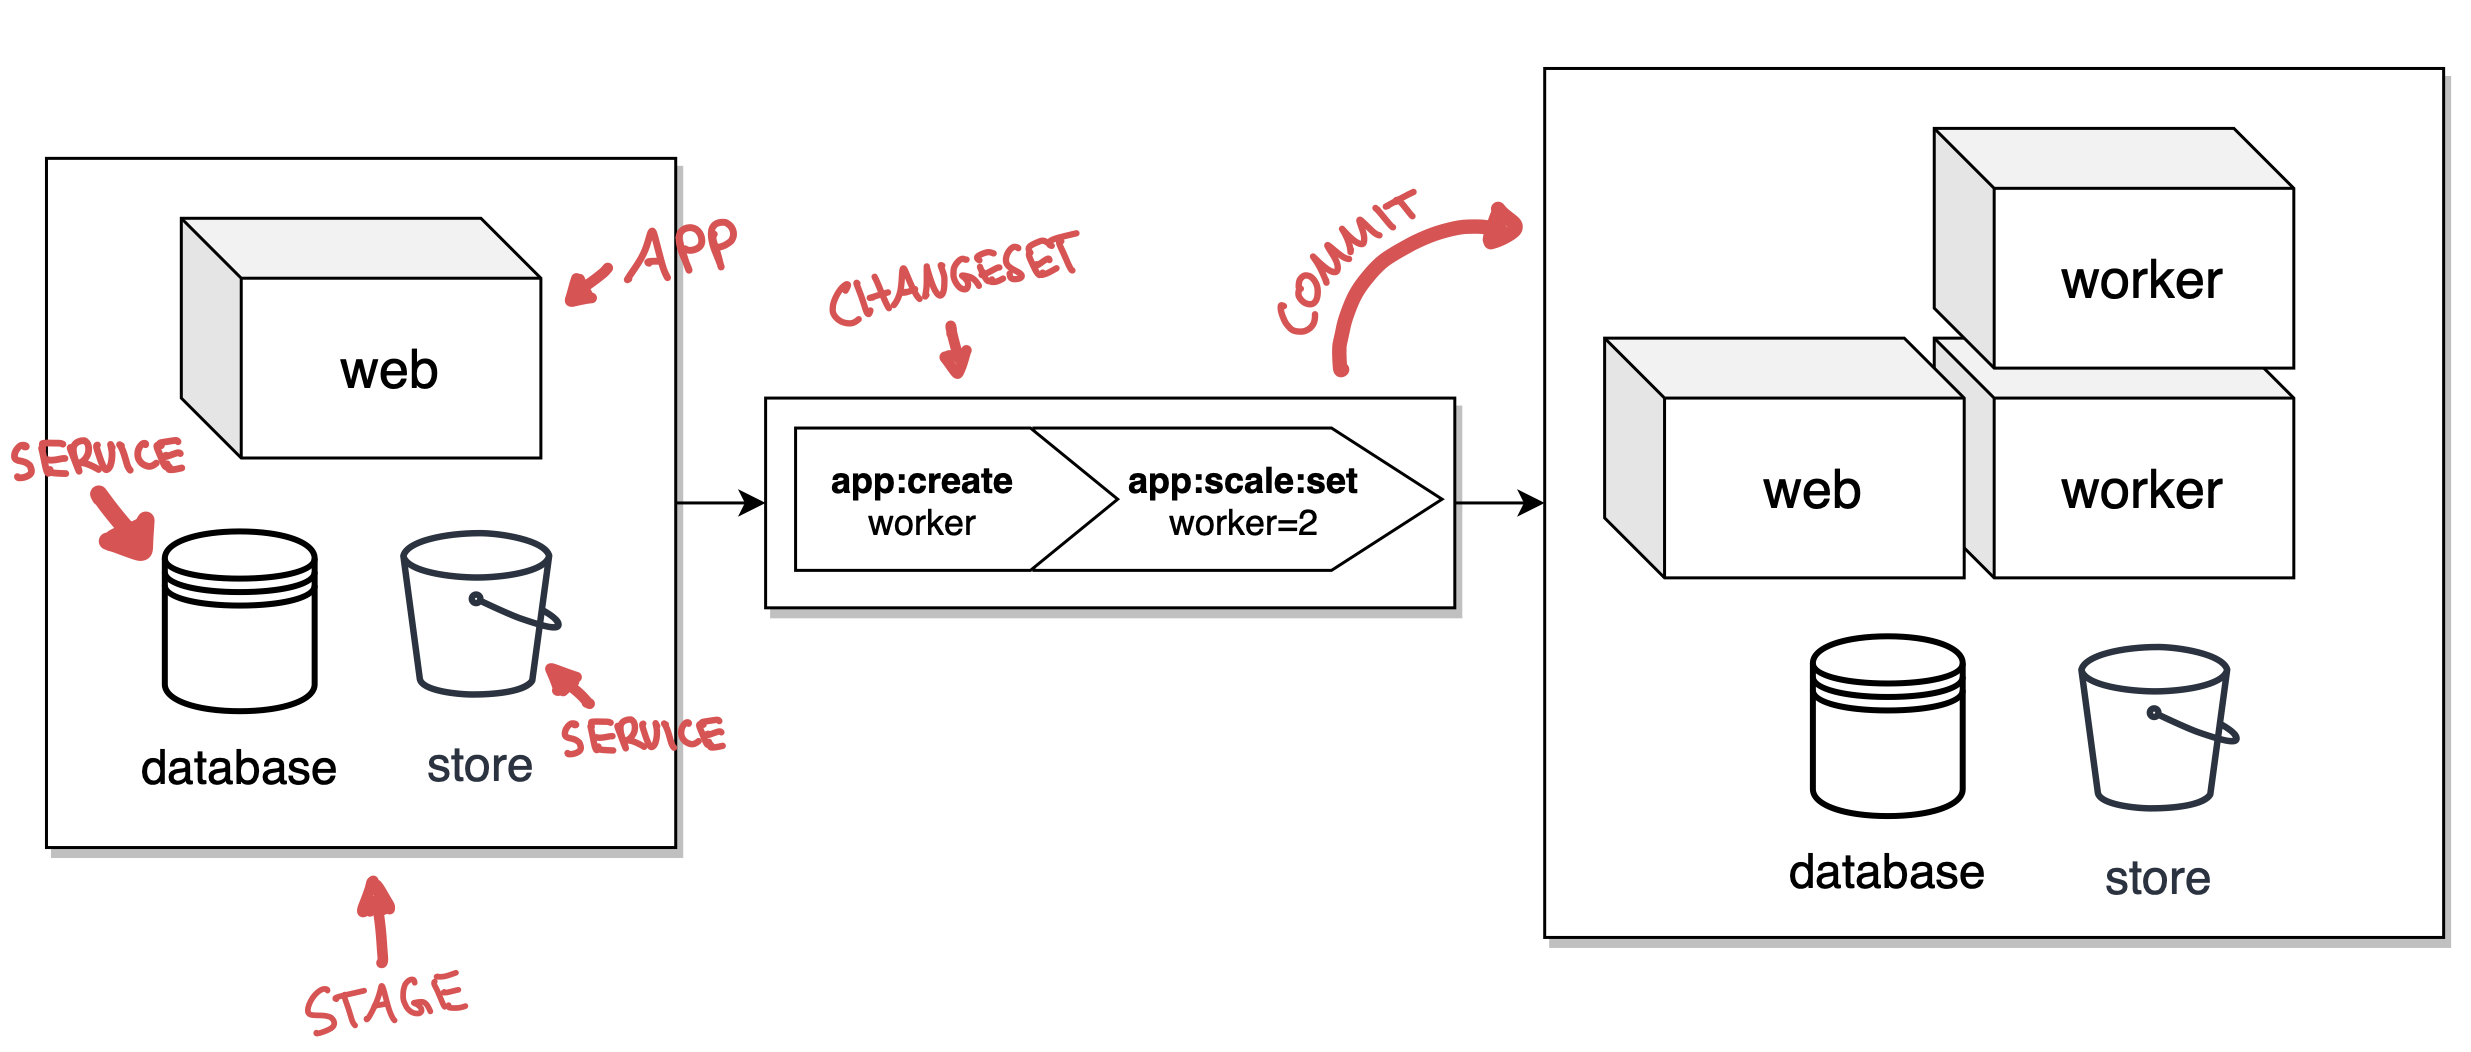 APP
web
SERVICE
database
store
SERVICE
STAGE
CHANGESET
app:create
worker
app:scale:set
worker=2
COMMIT
worker
web
worker
database
store